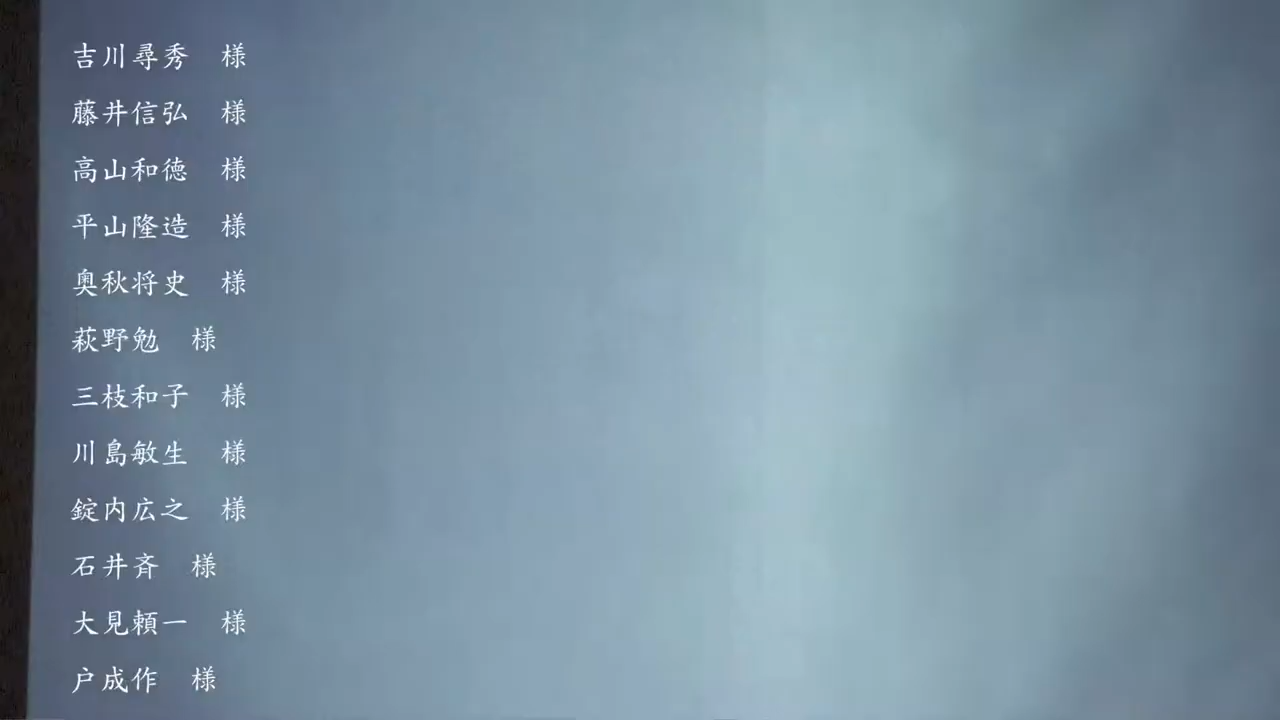 吉川尋秀　様
藤井信弘　様
高山和徳　様
平山隆造　様
奥秋将史　様
萩野勉　様
三枝和子　様
川島敏生　様
錠内広之　様
石井斉　様
大見頼一　様
户成作　様